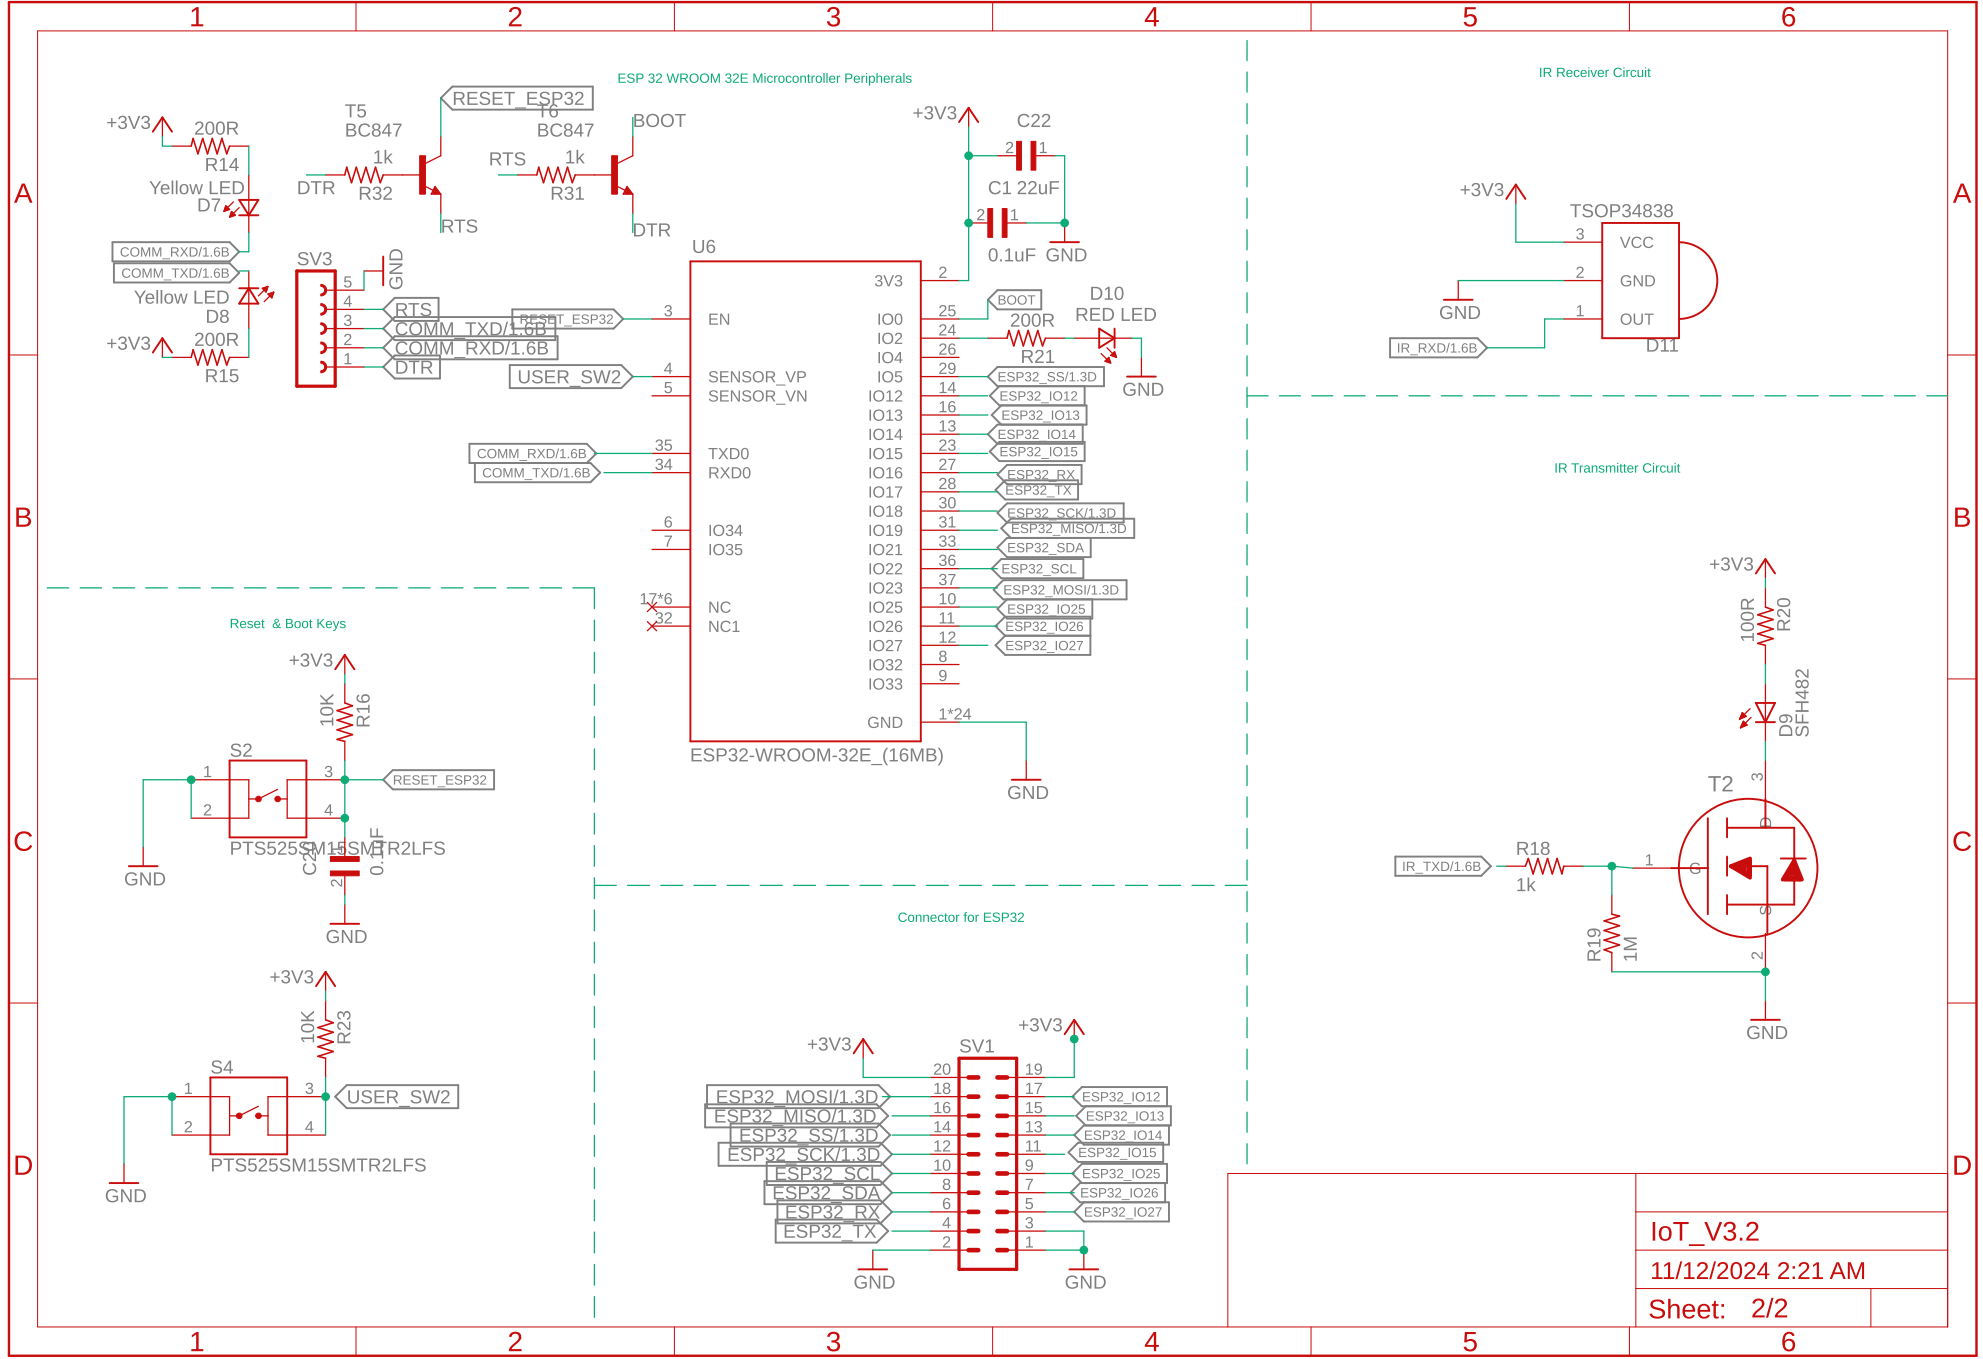 1 2 3 4 5 6
A
B
C
D
A
B
C
D
ESP 32 WROOM 32E Microcontroller Peripherals
+3V3
200R
R14
Yellow LED
D7
COMM_RXD/1.6B
COMM_TXD/1.6B
Yellow LED
D8
+3V3
200R
R15
T5
BC847
RESET_ESP32
1k
DTR
R32
RTS
T6
BC847
BOOT
RTS
1k
R31
DTR
SV3
GND
5
4
3
2
1
RTS
COMM_TXD/1.6B
COMM_RXD/1.6B
DTR
RESET_ESP32
USER_SW2
COMM_RXD/1.6B
COMM_TXD/1.6B
+3V3
C22
2 1
C1 22uF
2 1
0.1uF GND
U6
3 EN
4 SENSOR_VP
5 SENSOR_VN
35 TXD0
34 RXD0
6 IO34
7 IO35
17*6 NC
32 NC1
3V3 2
IO0 25 BOOT
IO2 24
IO4 26
IO5 29 ESP32_SS/1.3D
IO12 14 ESP32_IO12
IO13 16 ESP32_IO13
IO14 13 ESP32_IO14
IO15 23 ESP32_IO15
IO16 27 ESP32_RX
IO17 28 ESP32_TX
IO18 30 ESP32_SCK/1.3D
IO19 31 ESP32_MISO/1.3D
IO21 33 ESP32_SDA
IO22 36 ESP32_SCL
IO23 37 ESP32_MOSI/1.3D
IO25 10 ESP32_IO25
IO26 11 ESP32_IO26
IO27 12 ESP32_IO27
IO32 8
IO33 9
GND 1*24
GND
ESP32-WROOM-32E_(16MB)
D10
RED LED
200R
R21
GND
IR Receiver Circuit
+3V3
TSOP34838
3 VCC
2 GND
1 OUT
GND
IR_RXD/1.6B
D11
IR Transmitter Circuit
+3V3
100R
R20
D9
SFH482
T2
3
D
IR_TXD/1.6B
R18
1k
1
G
S
R19
1M
2
GND
Reset & Boot Keys
+3V3
10K
R16
S2
1 3
2 4
RESET_ESP32
PTS525SM15SMTR2LFS
1
0.1uF
2
GND
GND
+3V3
10K
R23
S4
1 3
2 4
USER_SW2
PTS525SM15SMTR2LFS
GND
Connector for ESP32
+3V3
SV1
+3V3
20 19
ESP32_MOSI/1.3D 18 17 ESP32_IO12
ESP32_MISO/1.3D 16 15 ESP32_IO13
ESP32_SS/1.3D 14 13 ESP32_IO14
ESP32_SCK/1.3D 12 11 ESP32_IO15
ESP32_SCL 10 9 ESP32_IO25
ESP32_SDA 8 7 ESP32_IO26
ESP32_RX 6 5 ESP32_IO27
ESP32_TX 4 3
2 1
GND
GND
IoT_V3.2
11/12/2024 2:21 AM
Sheet: 2/2
1 2 3 4 5 6